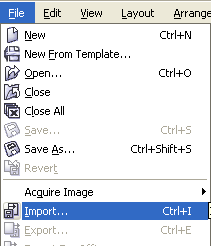 File Edit View Layout Arrange
New Ctrl+N
New From Template...
Open... Ctrl+O
Close
Close All
Save... Ctrl+S
Save As... Ctrl+Shift+S
Revert
Acquire Image
Import... Ctrl+I
Export... Ctrl+E